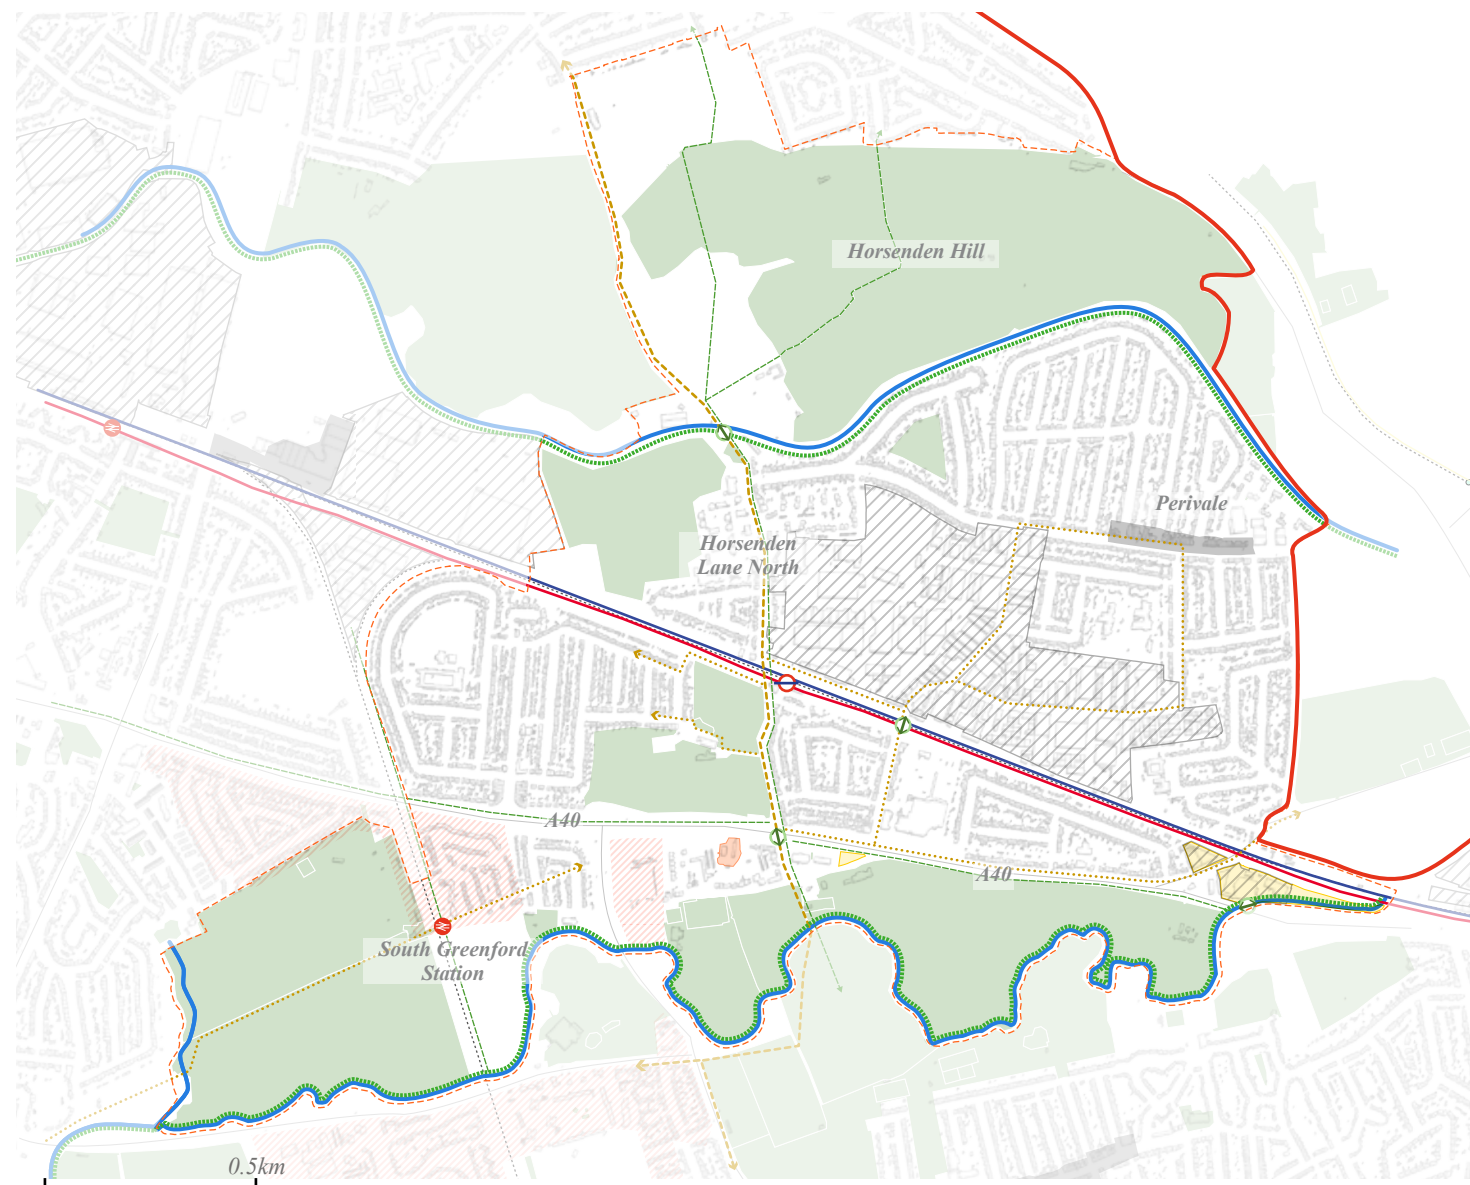 Horsenden Hill
Perivale
Horsenden
Lane North
A40
A40
South Greenford
Station
0.5km